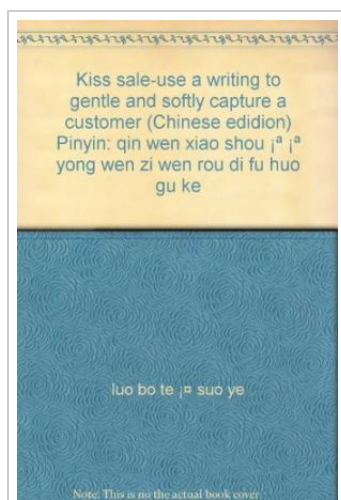 Kiss sale-use a writing to
gentle and softly capture a
customer (Chinese edidion)
Pinyin: qin wen xiao shou ¡ª ¡ª
yong wen zi wen rou di fu huo
gu ke
luo bo te ¡¤ suo ye
Note: This is no the actual book cover